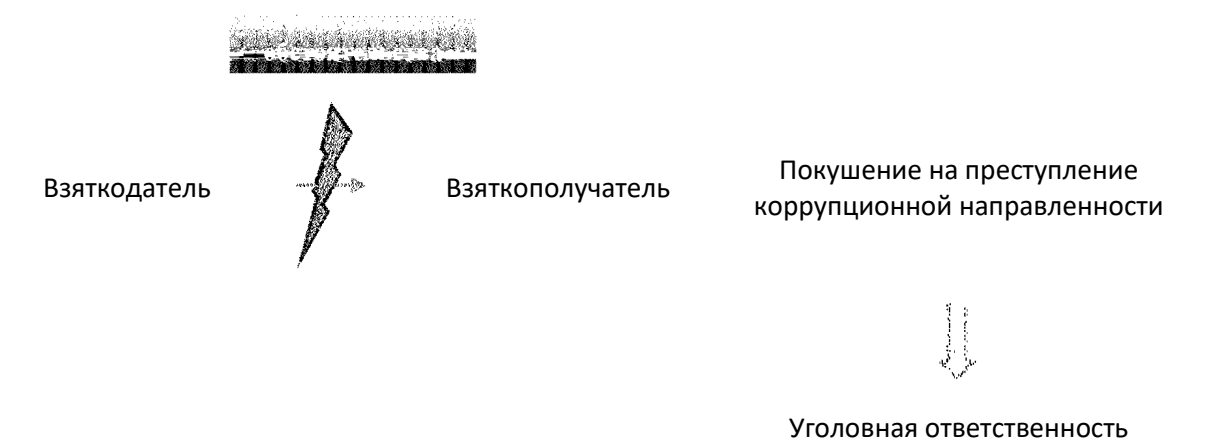 Взяткодатель
Взяткополучатель
Покушение на преступление
коррупционной направленности
Уголовная ответственность